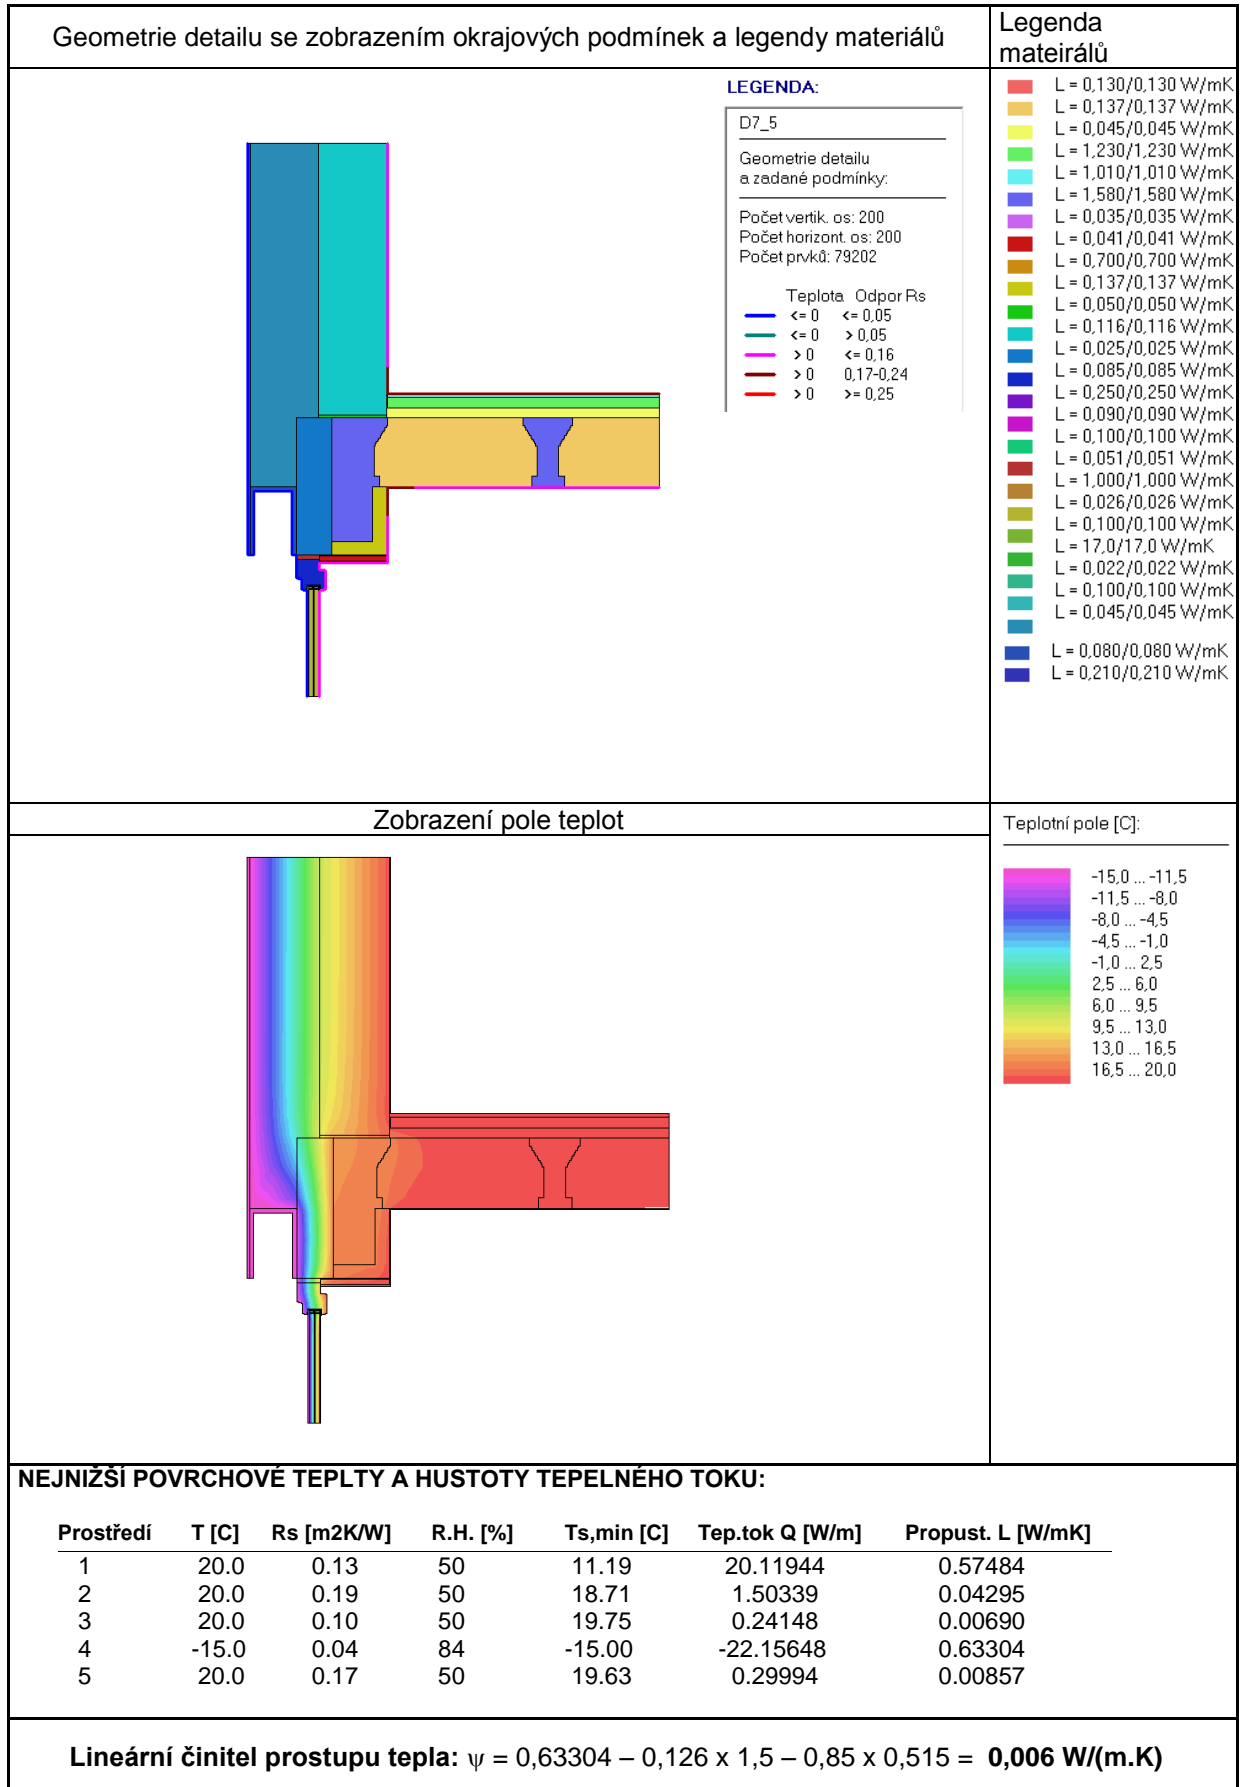 Geometrie detailu se zobrazením okrajových podmínek a legendy materiálů
Legenda
mateirálů
LEGENDA:
D7_5
Geometrie detailu
a zadané podmínky:
Počet vertik. os: 200
Počet horizont. os: 200
Počet prvků: 79202
Teplota Odpor Rs
<= 0 <= 0,05
<= 0 > 0,05
> 0 <= 0,16
> 0 0,17-0,24
> 0 >= 0,25
L = 0,130/0,130 W/mK
L = 0,137/0,137 W/mK
L = 0,045/0,045 W/mK
L = 1,230/1,230 W/mK
L = 1,010/1,010 W/mK
L = 1,580/1,580 W/mK
L = 0,035/0,035 W/mK
L = 0,041/0,041 W/mK
L = 0,700/0,700 W/mK
L = 0,137/0,137 W/mK
L = 0,050/0,050 W/mK
L = 0,116/0,116 W/mK
L = 0,025/0,025 W/mK
L = 0,085/0,085 W/mK
L = 0,250/0,250 W/mK
L = 0,090/0,090 W/mK
L = 0,100/0,100 W/mK
L = 0,051/0,051 W/mK
L = 1,000/1,000 W/mK
L = 0,026/0,026 W/mK
L = 0,100/0,100 W/mK
L = 17,0/17,0 W/mK
L = 0,022/0,022 W/mK
L = 0,100/0,100 W/mK
L = 0,045/0,045 W/mK
L = 0,080/0,080 W/mK
L = 0,210/0,210 W/mK
Zobrazení pole teplot
Teplotní pole [C]:
-15,0 ... -11,5
-11,5 ... -8,0
-8,0 ... -4,5
-4,5 ... -1,0
-1,0 ... 2,5
2,5 ... 6,0
6,0 ... 9,5
9,5 ... 13,0
13,0 ... 16,5
16,5 ... 20,0
NEJNIŽŠÍ POVRCHOVÉ TEPLTY A HUSTOTY TEPELNÉHO TOKU:
Prostředí T [C] Rs [m2K/W] R.H. [%] Ts,min [C] Tep.tok Q [W/m] Propust. L [W/mK]
1 20.0 0.13 50 11.19 20.11944 0.57484
2 20.0 0.19 50 18.71 1.50339 0.04295
3 20.0 0.10 50 19.75 0.24148 0.00690
4 -15.0 0.04 84 -15.00 -22.15648 0.63304
5 20.0 0.17 50 19.63 0.29994 0.00857
Lineární činitel prostupu tepla: ψ = 0,63304 – 0,126 x 1,5 – 0,85 x 0,515 = 0,006 W/(m.K)